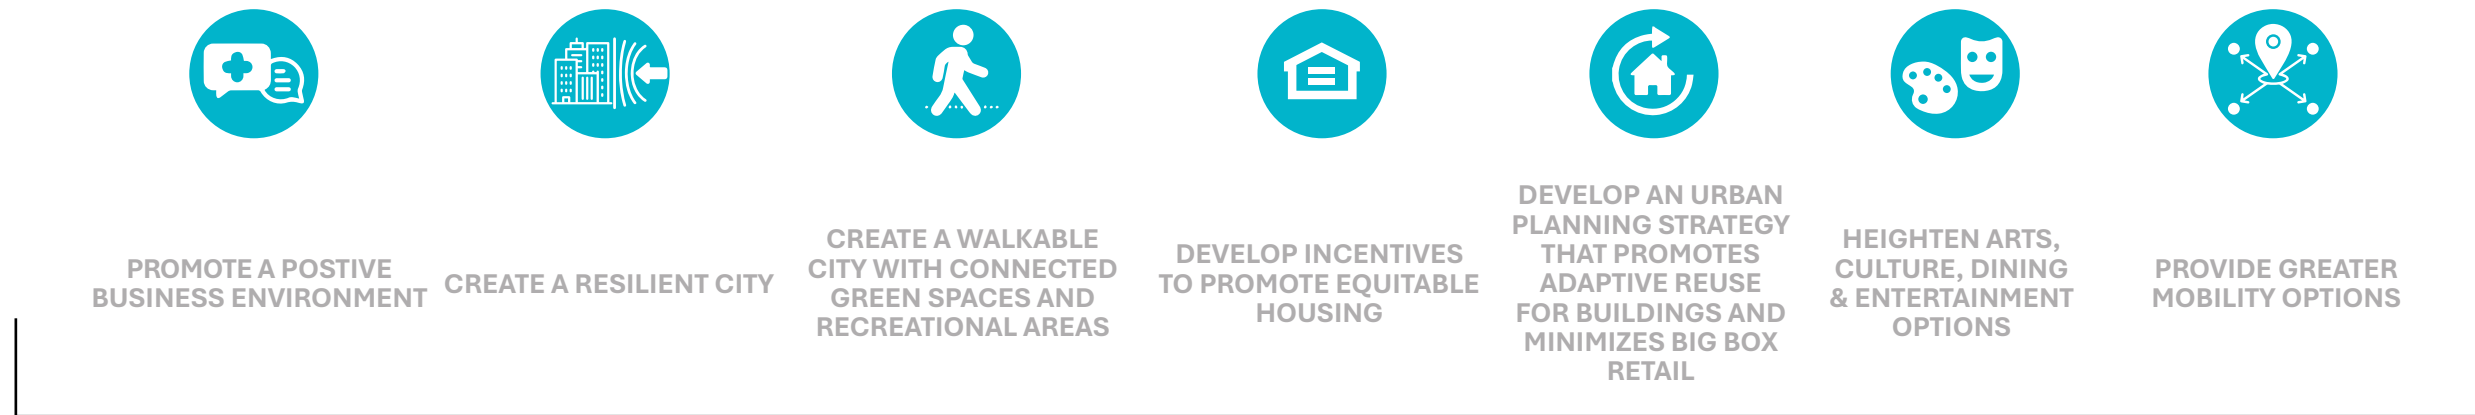 PROMOTE A POSTIVE
BUSINESS ENVIRONMENT
CREATE A RESILIENT CITY
CREATE A WALKABLE
CITY WITH CONNECTED
GREEN SPACES AND
RECREATIONAL AREAS
DEVELOP INCENTIVES
TO PROMOTE EQUITABLE
HOUSING
DEVELOP AN URBAN
PLANNING STRATEGY
THAT PROMOTES
ADAPTIVE REUSE
FOR BUILDINGS AND
MINIMIZES BIG BOX
RETAIL
HEIGHTEN ARTS,
CULTURE, DINING
& ENTERTAINMENT
OPTIONS
PROVIDE GREATER
MOBILITY OPTIONS